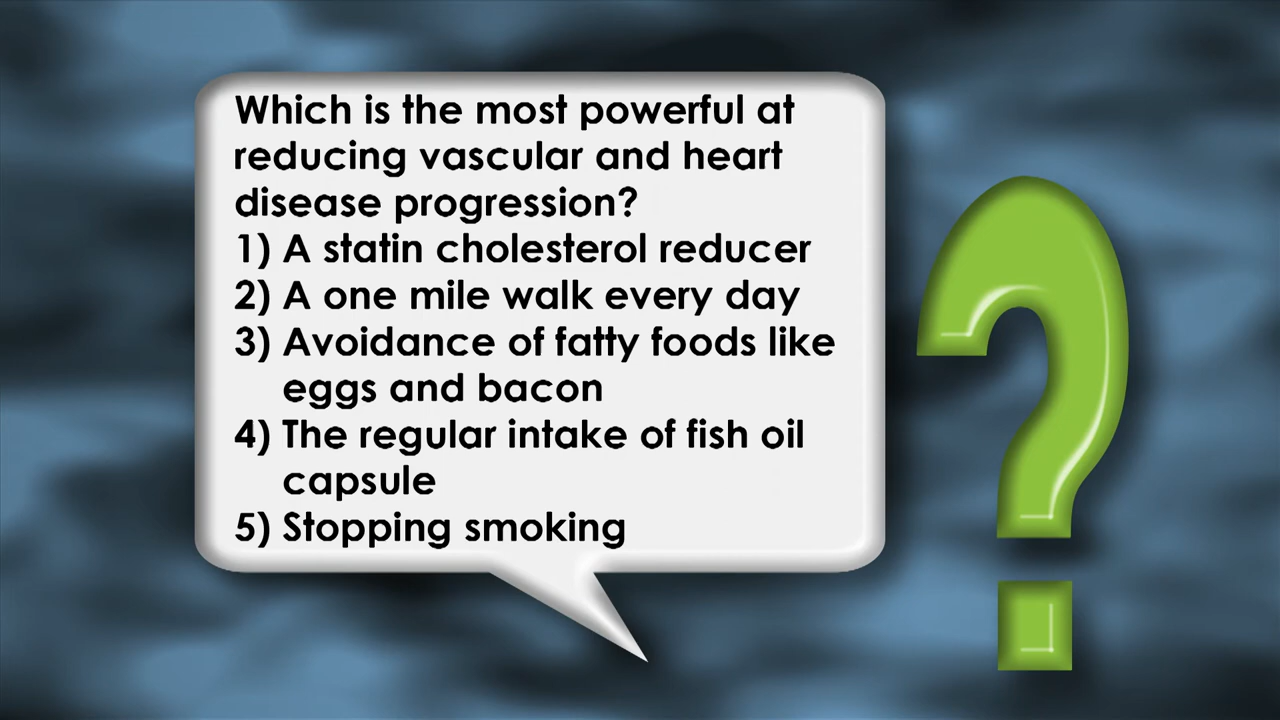 Which is the most powerful at
reducing vascular and heart
disease progression?
1) A statin cholesterol reducer
2) A one mile walk every day
3) Avoidance of fatty foods like
eggs and bacon
4) The regular intake of fish oil
capsule
5) Stopping smoking
?